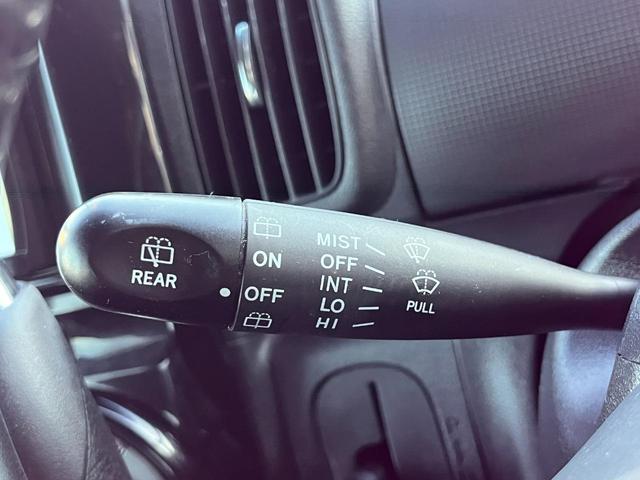 REAR
ON
OFF
MIST
OFF
INT
LO
HI
PULL